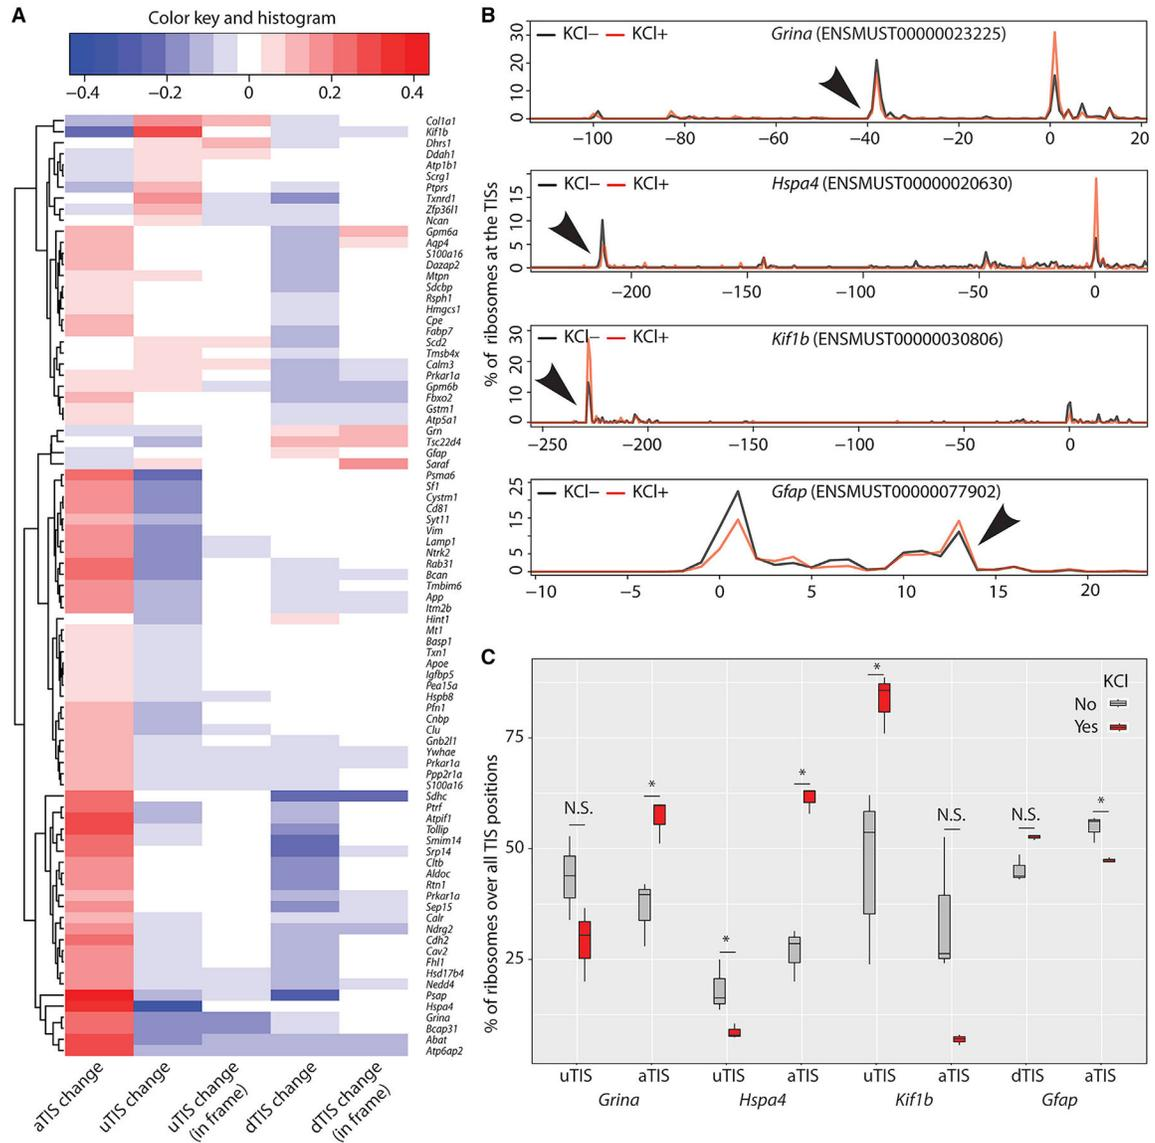 A
Color key and histogram
−0.4 −0.2 0 0.2 0.4
Col1a1
Kif1b
Dhrs1
Ddah1
Atp1b1
Scrg1
Ptprs
Txnrd1
Zfp36l1
Ncan
Gpm6a
Aqp4
S100a16
Dazap2
Mtpn
Sdcbp
Rsph1
Hmgcs1
Cpe
Fabp7
Scd2
Tmsb4x
Calm3
Prkar1a
Gpm6b
Fbxo2
Gstm1
Atp5a1
Grn
Tsc22d4
Gfap
Saraf
Psma6
Sf1
Cystm1
Cd81
Syt11
Vim
Lamp1
Ntrk2
Rab31
Bcan
Tmbim6
App
Itm2b
Hint1
Mt1
Basp1
Txn1
Apoe
Igfbp5
Pea15a
Hspb8
Pfn1
Cnbp
Clu
Gnb2l1
Ywhae
Prkar1a
Ppp2r1a
S100a16
Sdhc
Ptrf
Atpif1
Tollip
Smim14
Srp14
Cltb
Aldoc
Rtn1
Prkar1a
Sep15
Calr
Ndrg2
Cdh2
Cav2
Fhl1
Hsd17b4
Nedd4
Psap
Hspa4
Grina
Bcap31
Abat
Atp6ap2
aTIS change
uTIS change
uTIS change
(in frame)
dTIS change
dTIS change
(in frame)
B
% of ribosomes at the TISs
KCl− KCl+ Grina (ENSMUST00000023225)
30
20
10
0
−100 −80 −60 −40 −20 0 20
KCl− KCl+ Hspa4 (ENSMUST00000020630)
15
10
5
0
−200 −150 −100 −50 0
KCl− KCl+ Kif1b (ENSMUST00000030806)
30
20
10
0
−250 −200 −150 −100 −50 0
KCl− KCl+ Gfap (ENSMUST00000077902)
25
15
5
0
−10 −5 0 5 10 15 20
C
% of ribosomes over all TIS positions
75
50
25
KCl
No
Yes
N.S. * * * * N.S. N.S. *
uTIS aTIS uTIS aTIS uTIS aTIS dTIS aTIS
Grina Hspa4 Kif1b Gfap